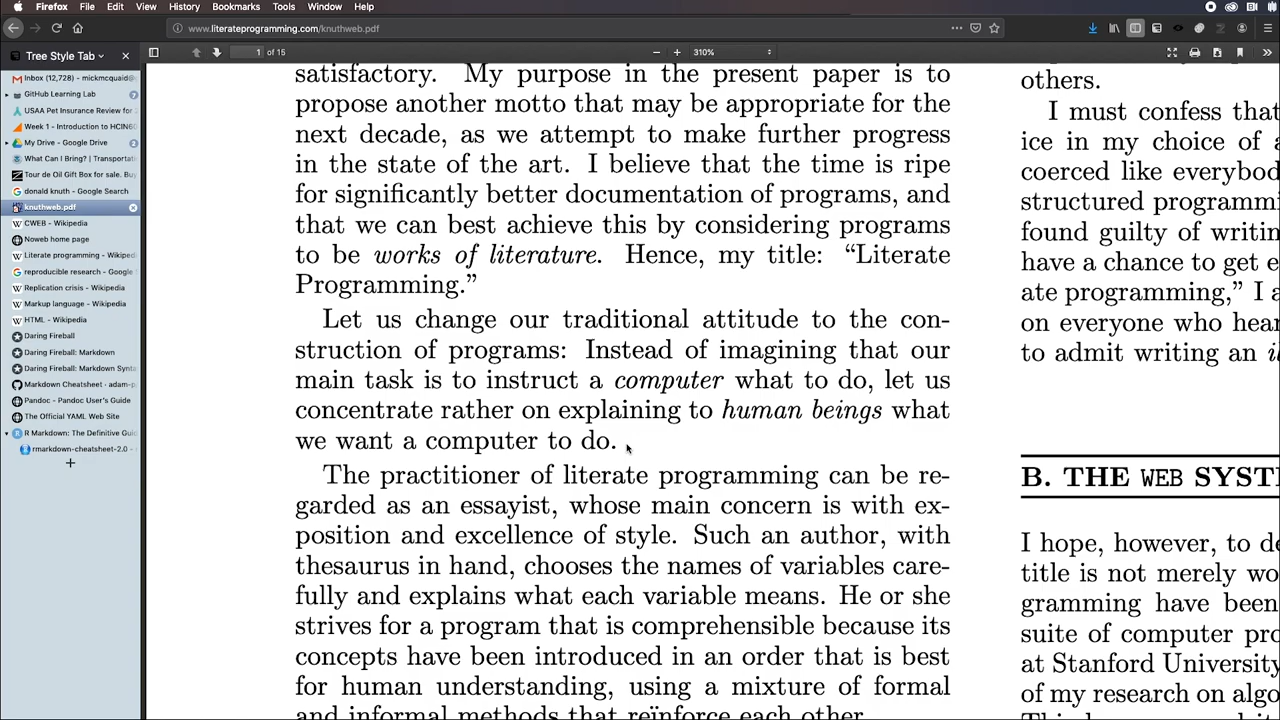 Firefox File Edit View History Bookmarks Tools Window Help
www.literateprogramming.com/knuthweb.pdf
Tree Style Tab
1 of 15
310%
Inbox (12,728) - mickmcquaid@
GitHub Learning Lab
USAA Pet Insurance Review for
Week 1 - Introduction to HCIN6
My Drive - Google Drive
What Can I Bring? | Transportati
Tour de Oil Gift Box for sale. Buy
donald knuth - Google Search
knuthweb.pdf
CWEB - Wikipedia
Noweb home page
Literate programming - Wikiped
reproducible research - Google
Replication crisis - Wikipedia
Markup language - Wikipedia
HTML - Wikipedia
Daring Fireball
Daring Fireball: Markdown
Daring Fireball: Markdown Synta
Markdown Cheatsheet · adam-p
Pandoc - Pandoc User's Guide
The Official YAML Web Site
R Markdown: The Definitive Guid
rmarkdown-cheatsheet-2.0 -
satisfactory. My purpose in the present paper is to
propose another motto that may be appropriate for the
next decade, as we attempt to make further progress
in the state of the art. I believe that the time is ripe
for significantly better documentation of programs, and
that we can best achieve this by considering programs
to be works of literature. Hence, my title: “Literate
Programming.”
Let us change our traditional attitude to the con-
struction of programs: Instead of imagining that our
main task is to instruct a computer what to do, let us
concentrate rather on explaining to human beings what
we want a computer to do.
The practitioner of literate programming can be re-
garded as an essayist, whose main concern is with ex-
position and excellence of style. Such an author, with
thesaurus in hand, chooses the names of variables care-
fully and explains what each variable means. He or she
strives for a program that is comprehensible because its
concepts have been introduced in an order that is best
for human understanding, using a mixture of formal
and informal methods that reïnforce each other.
others.
I must confess that
ice in my choice of a
coerced like everybod
structured programmi
found guilty of writin
have a chance to get e
ate programming,” I a
on everyone who hear
to admit writing an i
B. THE WEB SYST
I hope, however, to de
title is not merely wo
gramming have been
suite of computer pro
at Stanford University
of my research on algo